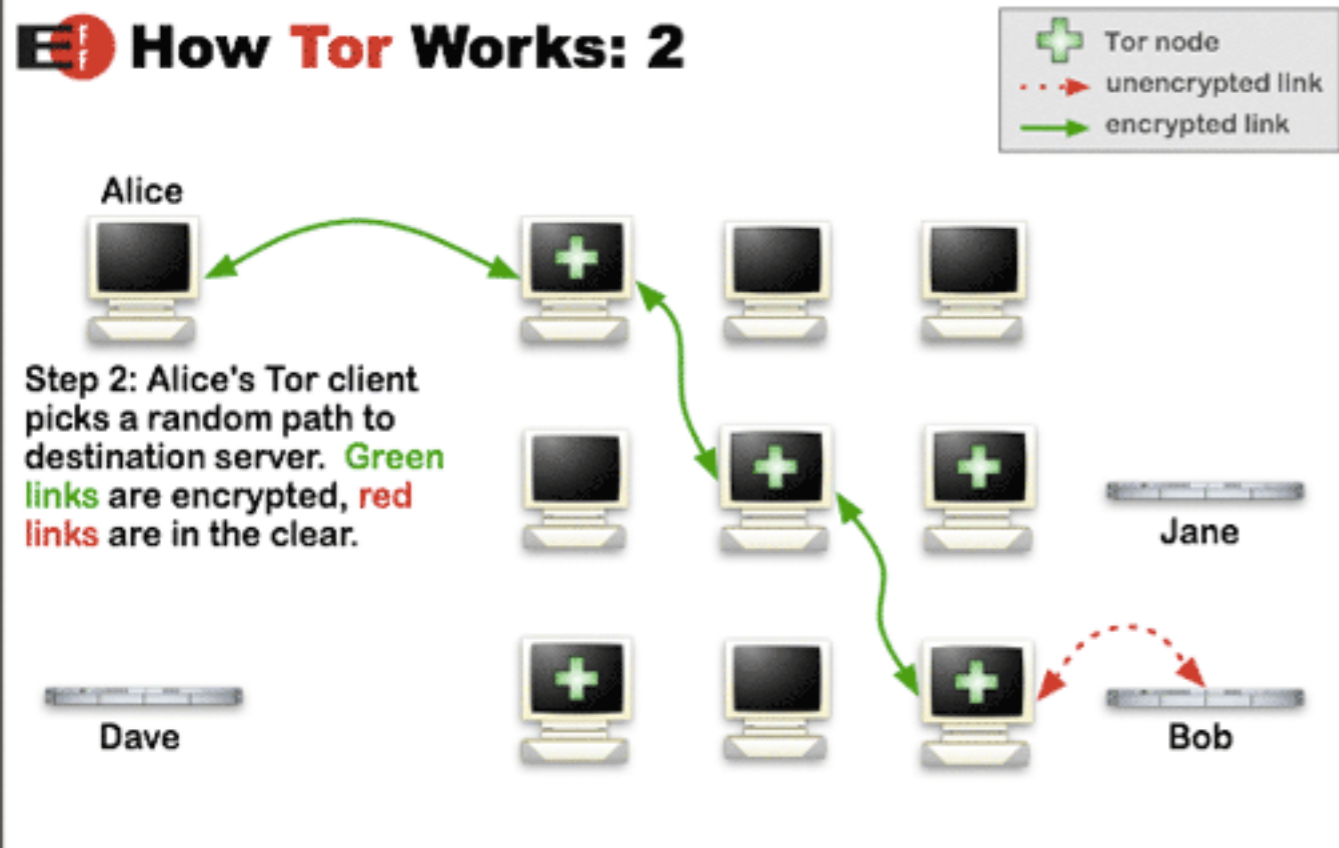 EFF How Tor Works: 2
Tor node
unencrypted link
encrypted link
Alice
Step 2: Alice's Tor client
picks a random path to
destination server. Green
links are encrypted, red
links are in the clear.
Jane
Dave
Bob